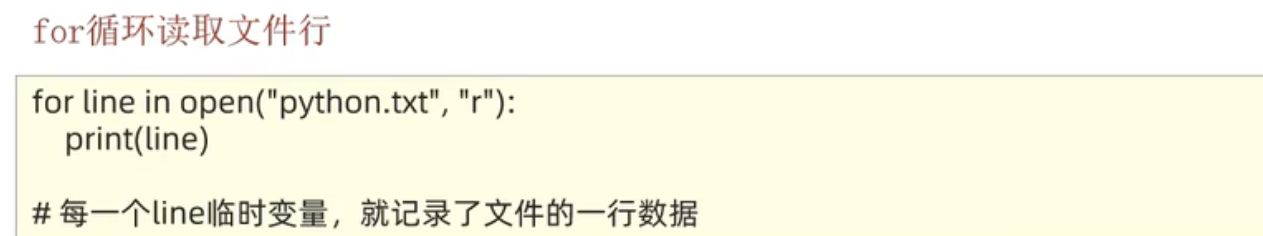 for循环读取文件行
for line in open("python.txt", "r"):
    print(line)
# 每一个line临时变量，就记录了文件的一行数据